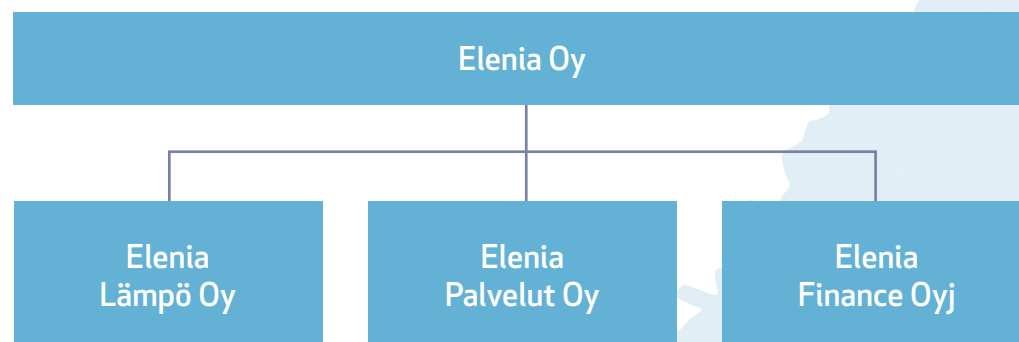 Elenia Oy
Elenia
Lämpö Oy
Elenia
Palvelut Oy
Elenia
Finance Oyj